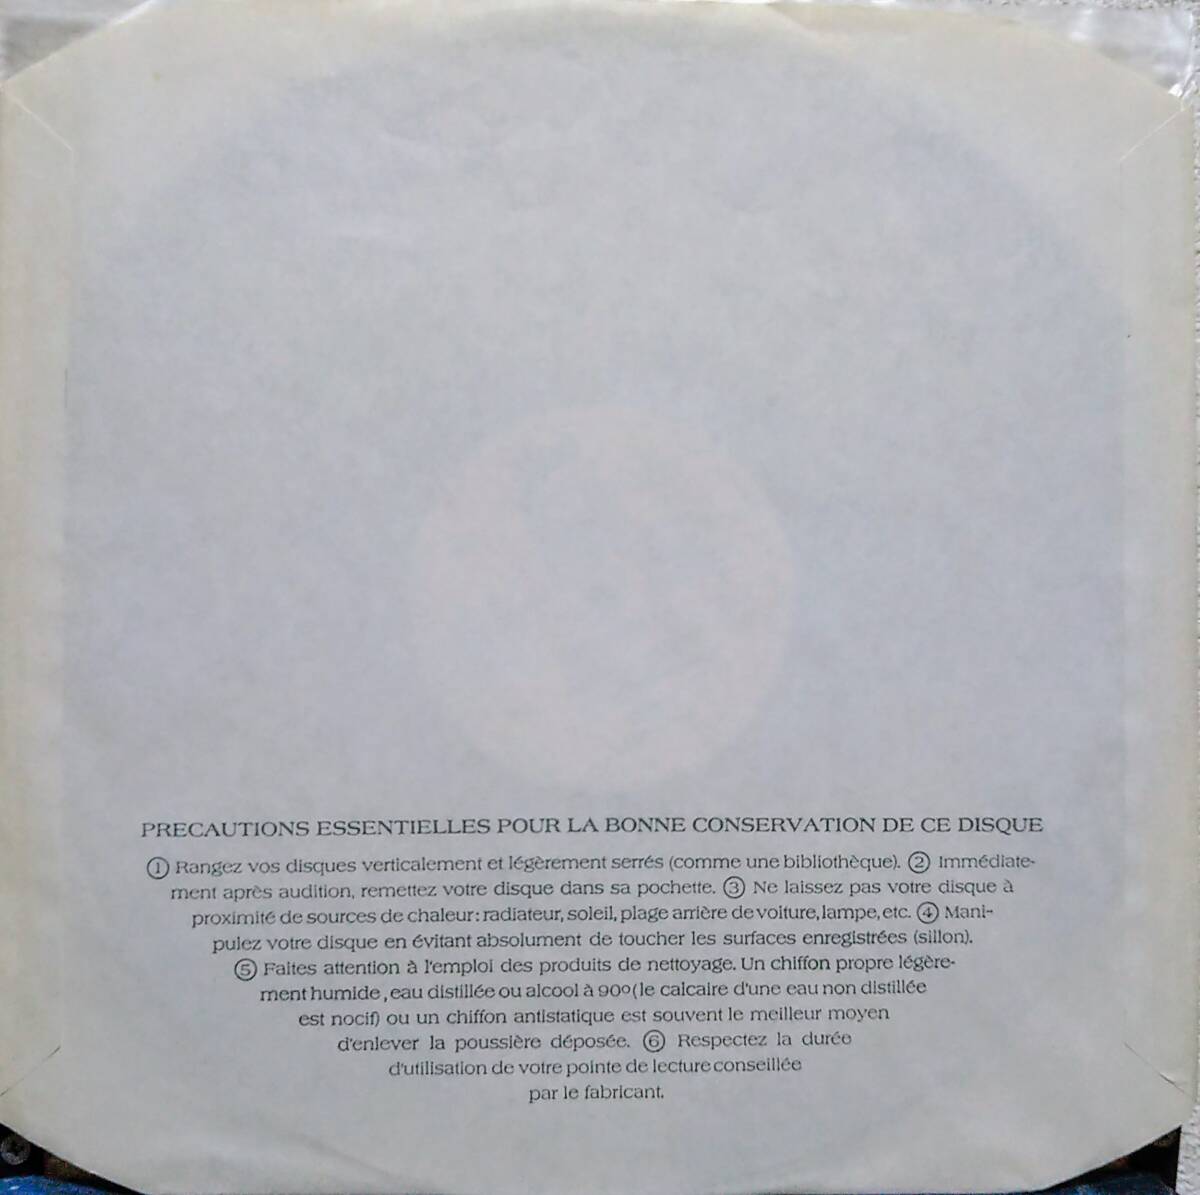 PRECAUTIONS ESSENTIELLES POUR LA BONNE CONSERVATION DE CE DISQUE
① Rangez vos disques verticalement et légèrement serrés (comme une bibliothèque). ② Immédiate-
ment après audition, remettez votre disque dans sa pochette. ③ Ne laissez pas votre disque à
proximité de sources de chaleur: radiateur, soleil, plage arrière de voiture, lampe, etc. ④ Mani-
pulez votre disque en évitant absolument de toucher les surfaces enregistrées (sillon).
⑤ Faites attention à l'emploi des produits de nettoyage. Un chiffon propre légère-
ment humide, eau distillée ou alcool à 90º (le calcaire d'une eau non distillée
est nocif) ou un chiffon antistatique est souvent le meilleur moyen
d'enlever la poussière déposée. ⑥ Respectez la durée
d'utilisation de votre pointe de lecture conseillée
par le fabricant.